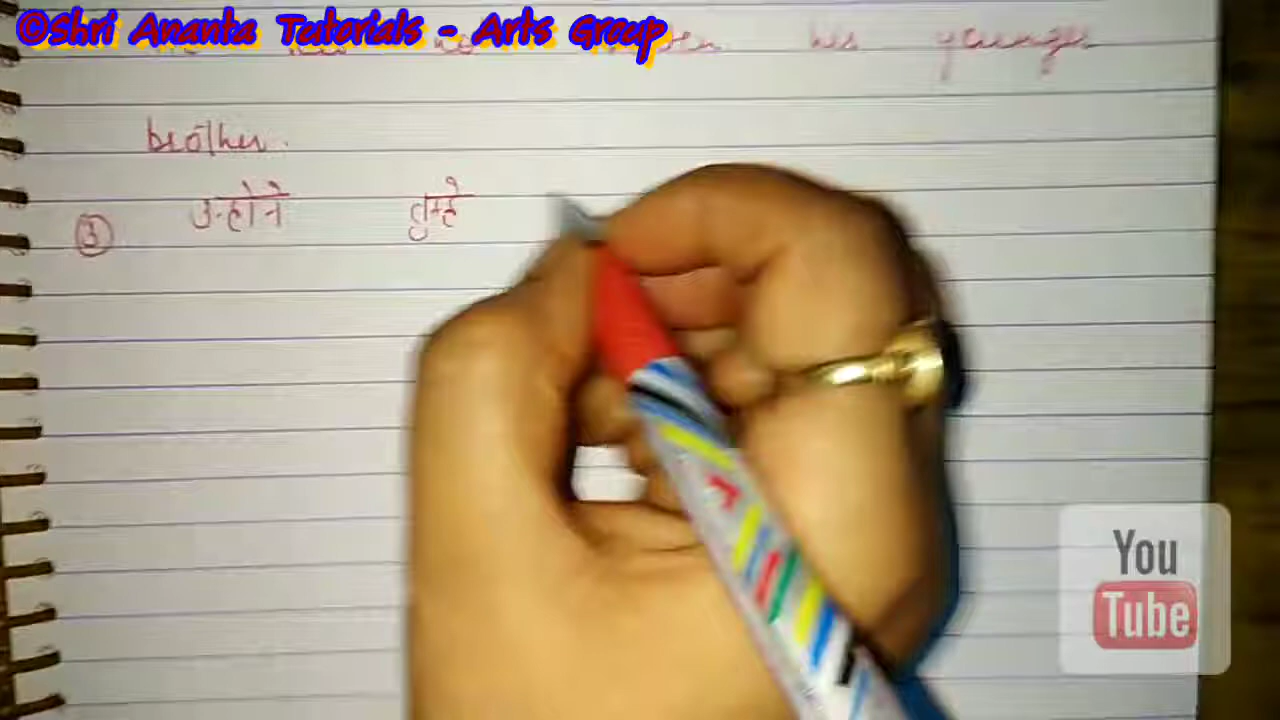 ©Shri Ananta Tutorials - Arts Group
his younger
brother.
③ उन्होंने तुम्हें
You
Tube